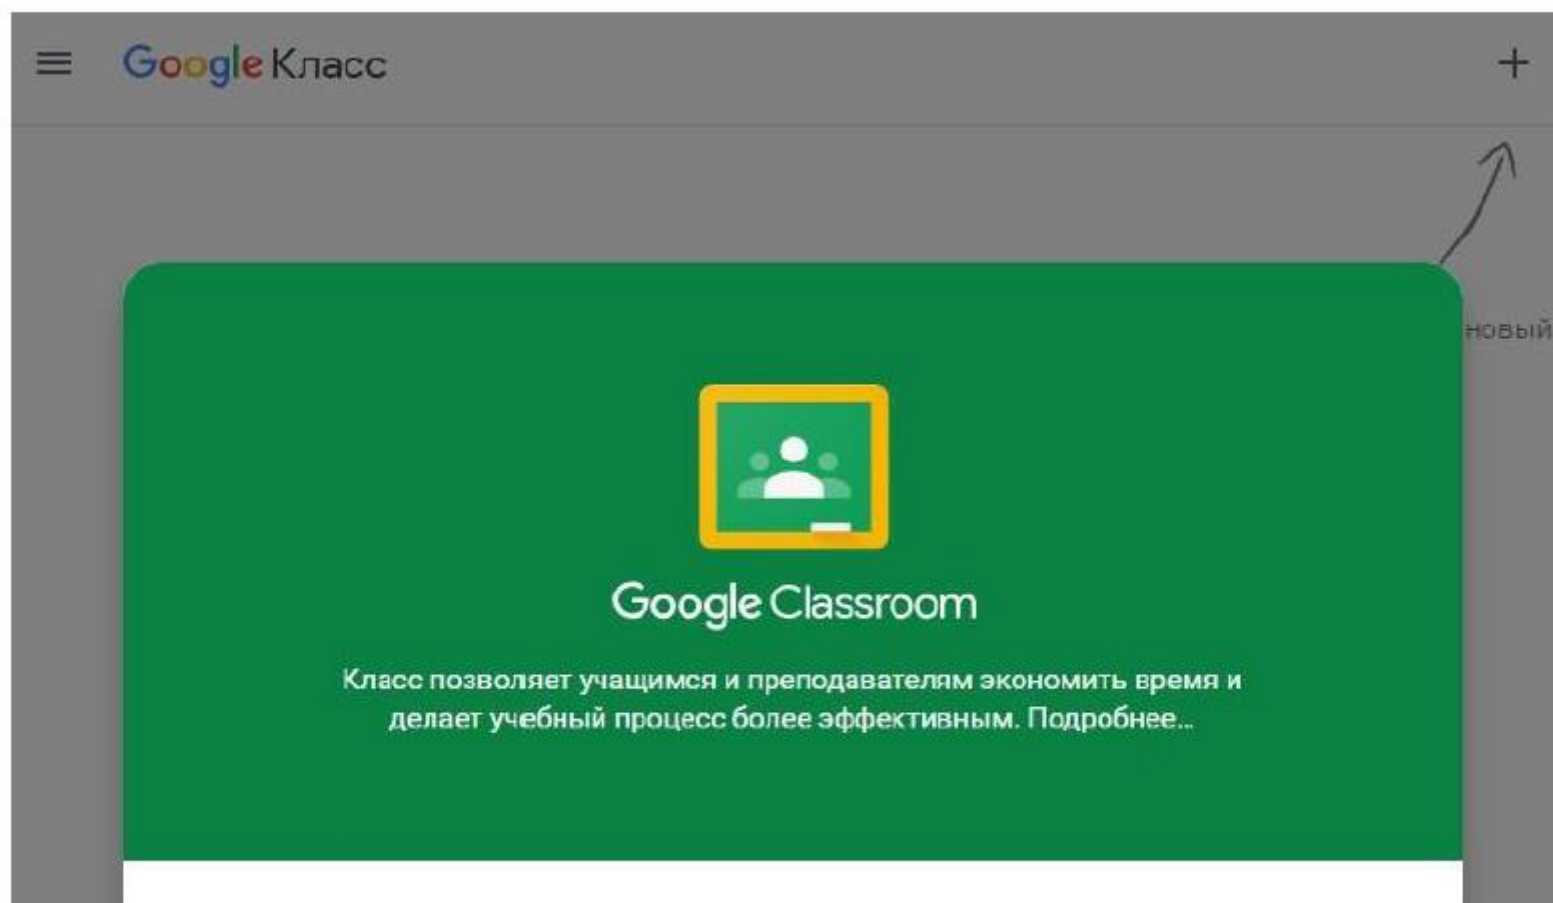 Google Класс
новый
Google Classroom
Класс позволяет учащимся и преподавателям экономить время и
делает учебный процесс более эффективным. Подробнее...